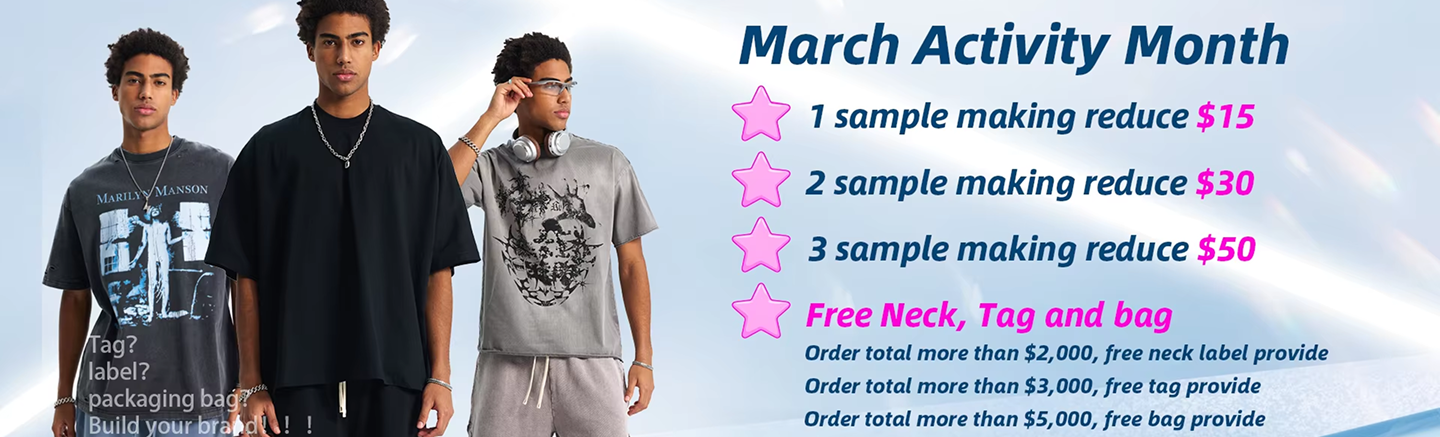 MARILYN MANSON
Tag?
label?
packaging bag?
Build your brand! ! !
March Activity Month
1 sample making reduce $15
2 sample making reduce $30
3 sample making reduce $50
Free Neck, Tag and bag
Order total more than $2,000, free neck label provide
Order total more than $3,000, free tag provide
Order total more than $5,000, free bag provide